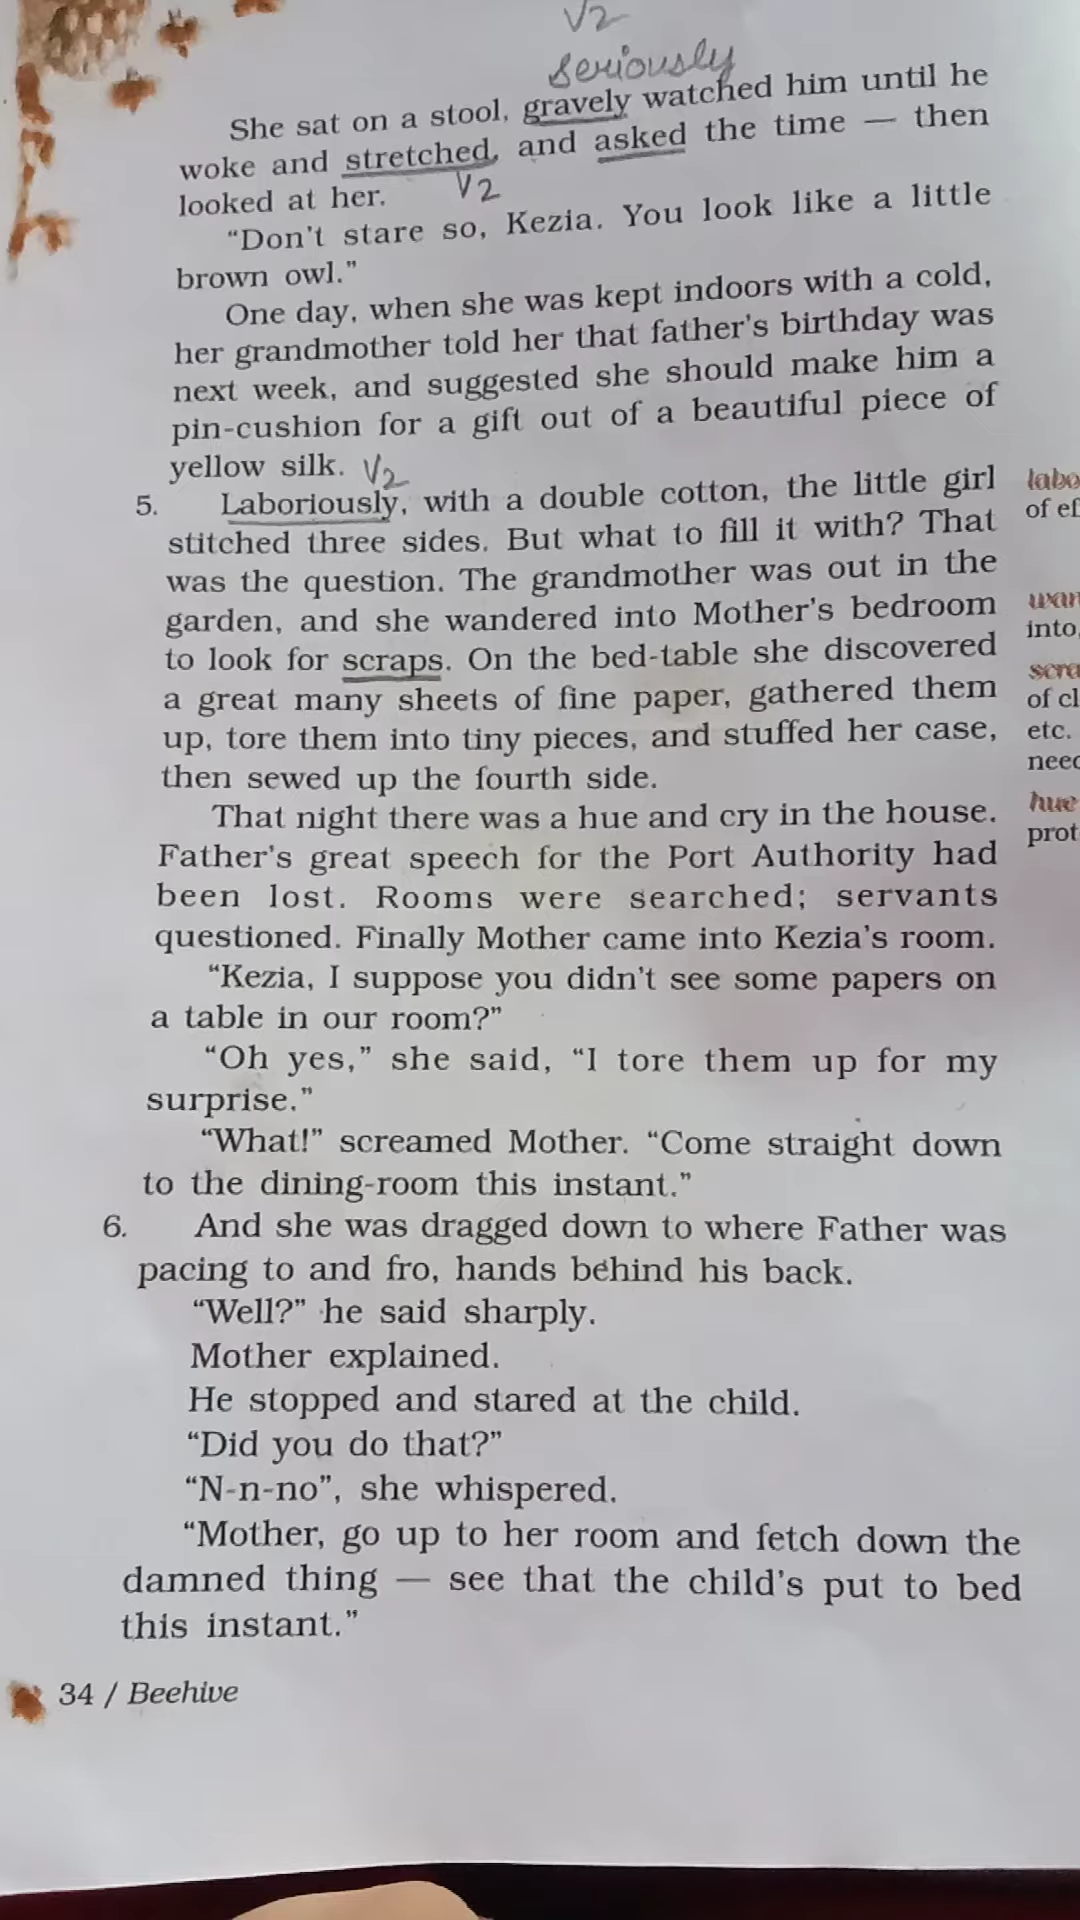 V2
seriously
She sat on a stool, gravely watched him until he
woke and stretched, and asked the time — then
looked at her.
V2
“Don't stare so, Kezia. You look like a little
brown owl.”
One day, when she was kept indoors with a cold,
her grandmother told her that father's birthday was
next week, and suggested she should make him a
pin-cushion for a gift out of a beautiful piece of
yellow silk.
V2
5. Laboriously, with a double cotton, the little girl
stitched three sides. But what to fill it with? That
was the question. The grandmother was out in the
garden, and she wandered into Mother's bedroom
to look for scraps. On the bed-table she discovered
a great many sheets of fine paper, gathered them
up, tore them into tiny pieces, and stuffed her case,
then sewed up the fourth side.
That night there was a hue and cry in the house.
Father's great speech for the Port Authority had
been lost. Rooms were searched; servants
questioned. Finally Mother came into Kezia's room.
“Kezia, I suppose you didn't see some papers on
a table in our room?”
“Oh yes,” she said, “I tore them up for my
surprise.”
“What!” screamed Mother. “Come straight down
to the dining-room this instant.”
6. And she was dragged down to where Father was
pacing to and fro, hands behind his back.
“Well?” he said sharply.
Mother explained.
He stopped and stared at the child.
“Did you do that?”
“N-n-no”, she whispered.
“Mother, go up to her room and fetch down the
damned thing — see that the child's put to bed
this instant.”
labo
of ef
wan
into,
scra
of cl
etc.
need
hue
prot
34 / Beehive